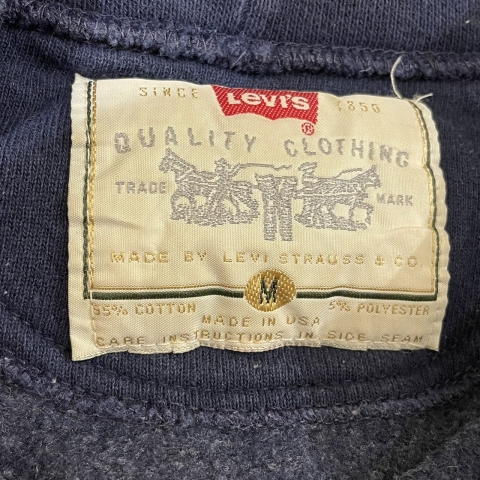 SINCE Levi's 1850
®
QUALITY CLOTHING
TRADE MARK
MADE BY LEVI STRAUSS & CO.
M
95% COTTON 5% POLYESTER
MADE IN USA
CARE INSTRUCTIONS IN SIDE SEAM